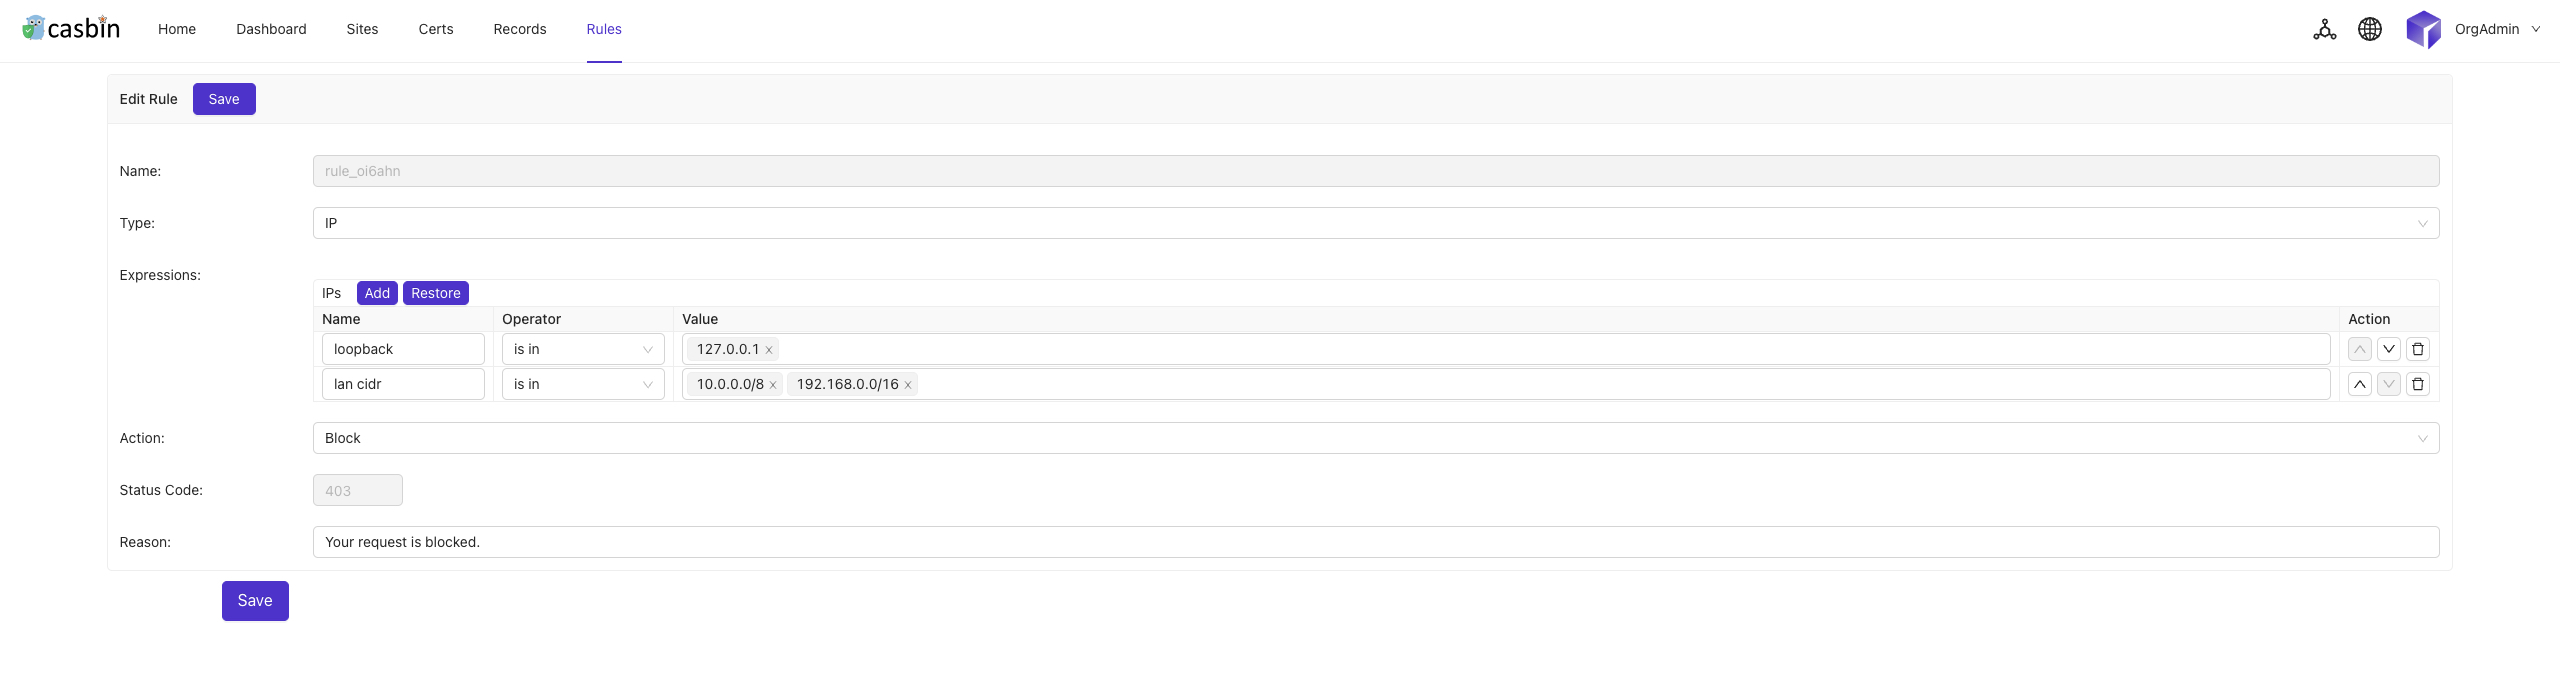 casbin Home Dashboard Sites Certs Records Rules OrgAdmin
Edit Rule Save
Name: rule_oi6ahn
Type: IP
Expressions:
IPs Add Restore
Name Operator Value Action
loopback is in 127.0.0.1
lan cidr is in 10.0.0.0/8 192.168.0.0/16
Action: Block
Status Code: 403
Reason: Your request is blocked.
Save